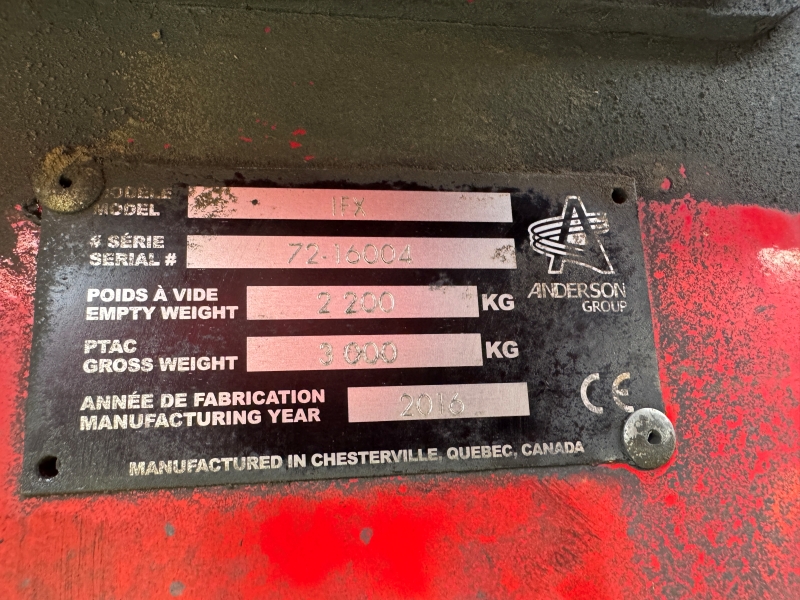 MODÈLE
MODEL IFX
# SÉRIE
SERIAL # 72-16004
POIDS À VIDE
EMPTY WEIGHT 2 200 KG
PTAC
GROSS WEIGHT 3 000 KG
ANNÉE DE FABRICATION
MANUFACTURING YEAR 2016
ANDERSON
GROUP
CE
MANUFACTURED IN CHESTERVILLE, QUEBEC, CANADA